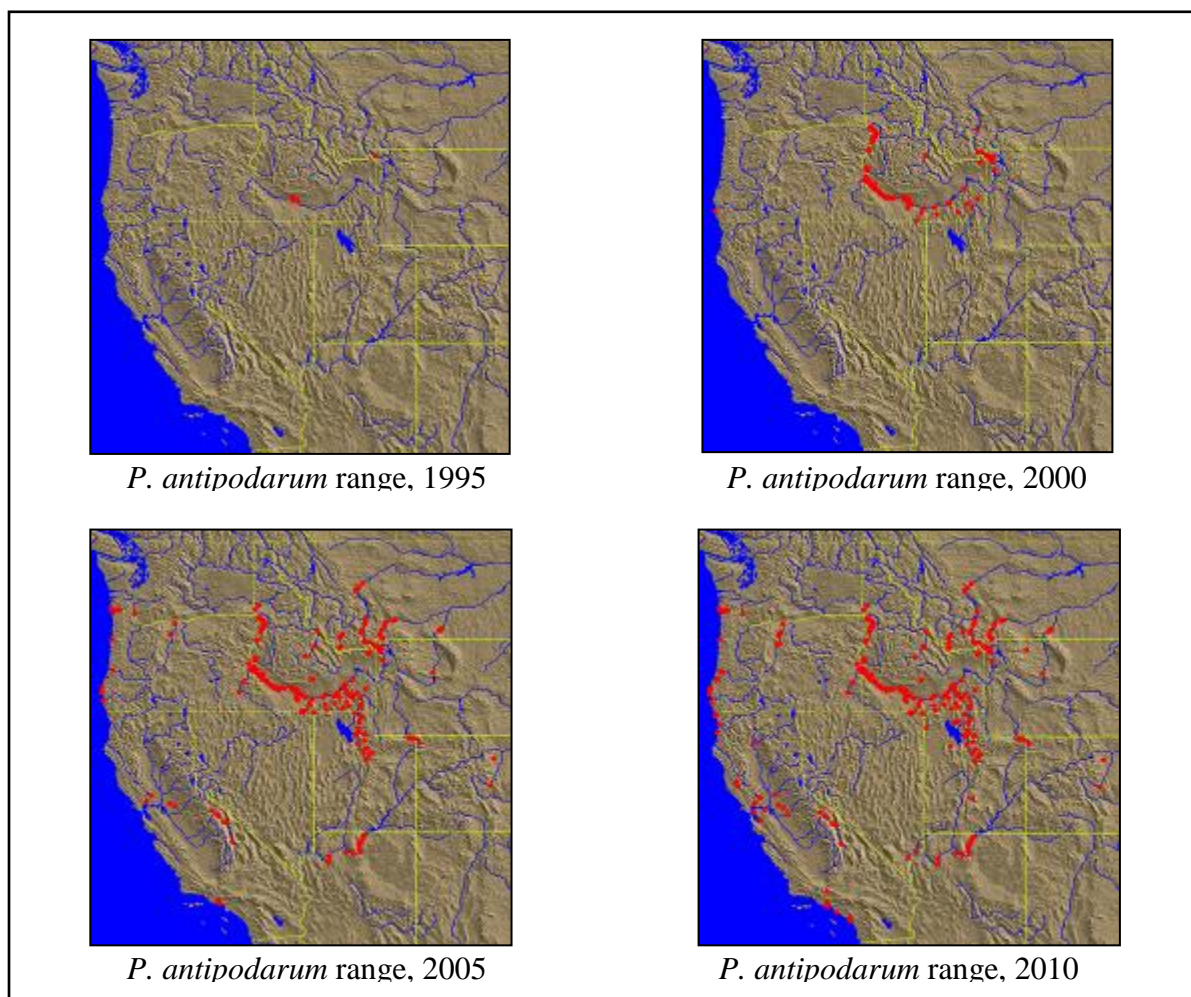 P. antipodarum range, 1995
P. antipodarum range, 2000
P. antipodarum range, 2005
P. antipodarum range, 2010